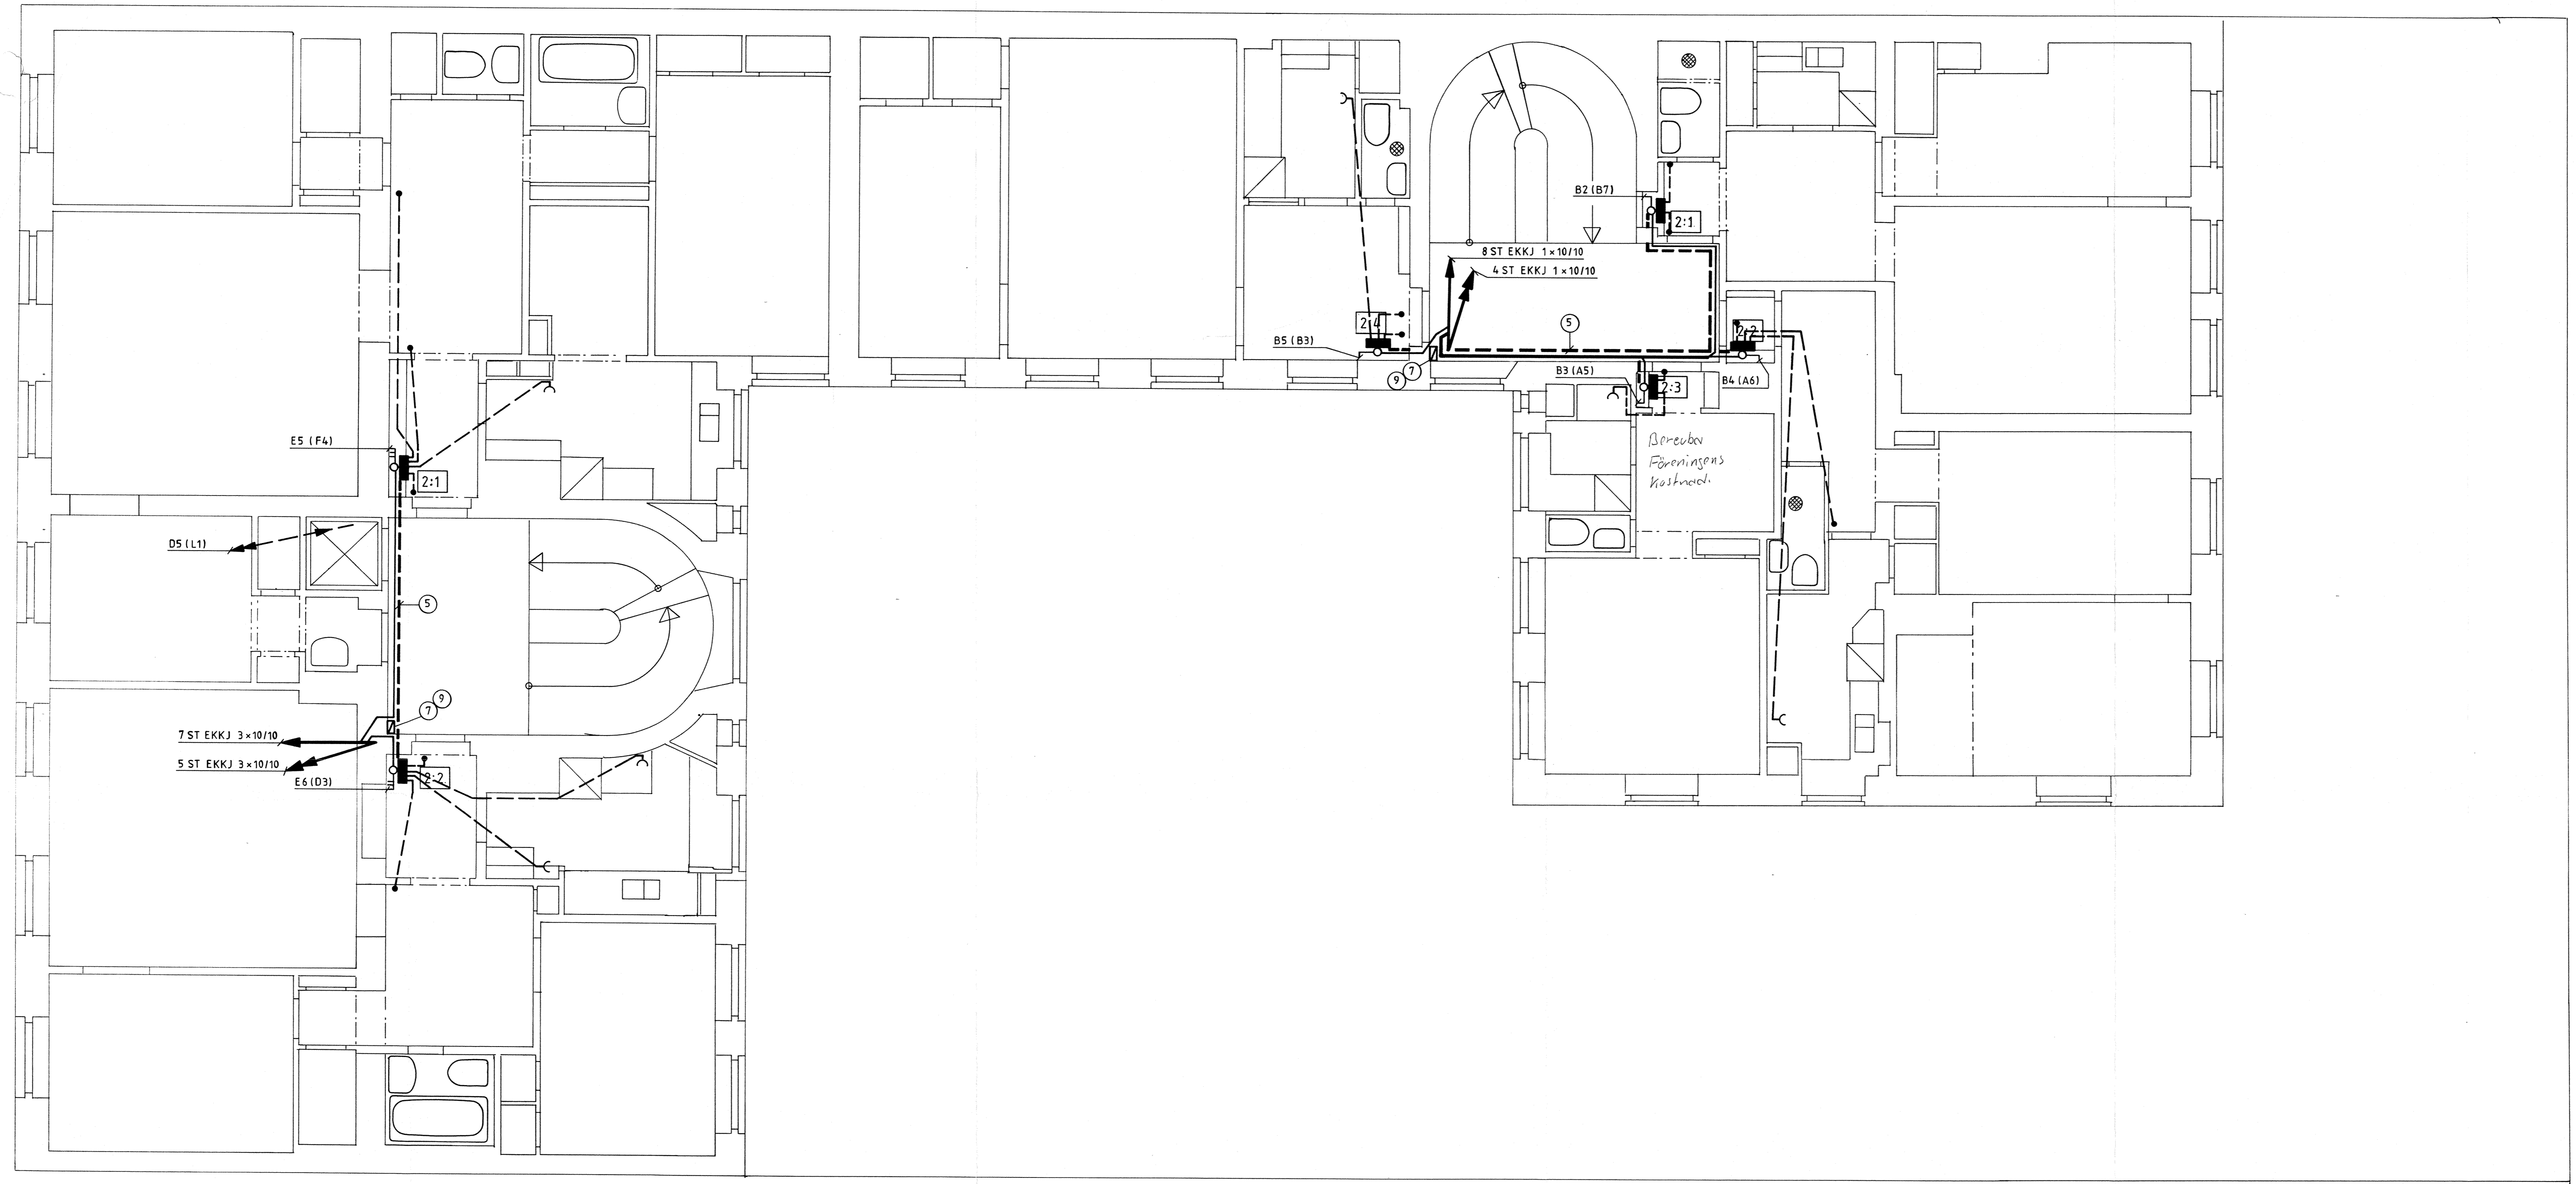 B2 (B7)
2:1
8 ST EKKJ 1×10/10
4 ST EKKJ 1×10/10
5
2:4
B5 (B3)
7
9
2:2
B3 (A5)
2:3
B4 (A6)
Föreningens
kostnad.
E5 (F4)
2:1
D5 (L1)
5
9
7
7 ST EKKJ 3×10/10
5 ST EKKJ 3×10/10
E6 (D3)
2:2